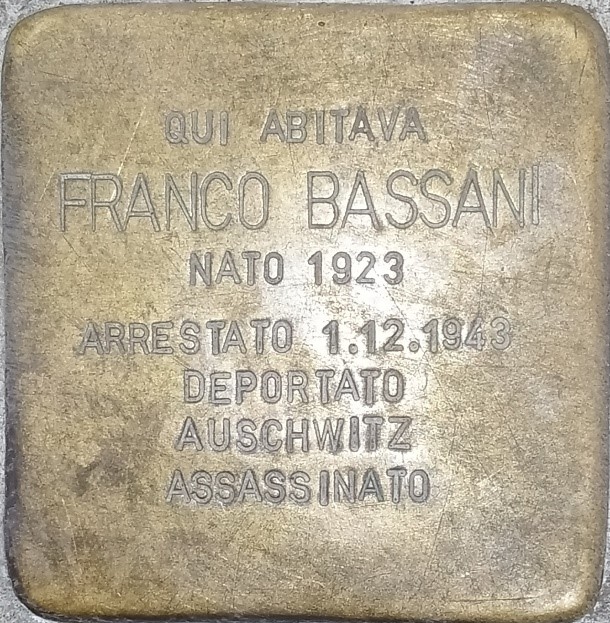 QUI ABITAVA
FRANCO BASSANI
NATO 1923
ARRESTATO 1.12.1943
DEPORTATO
AUSCHWITZ
ASSASSINATO